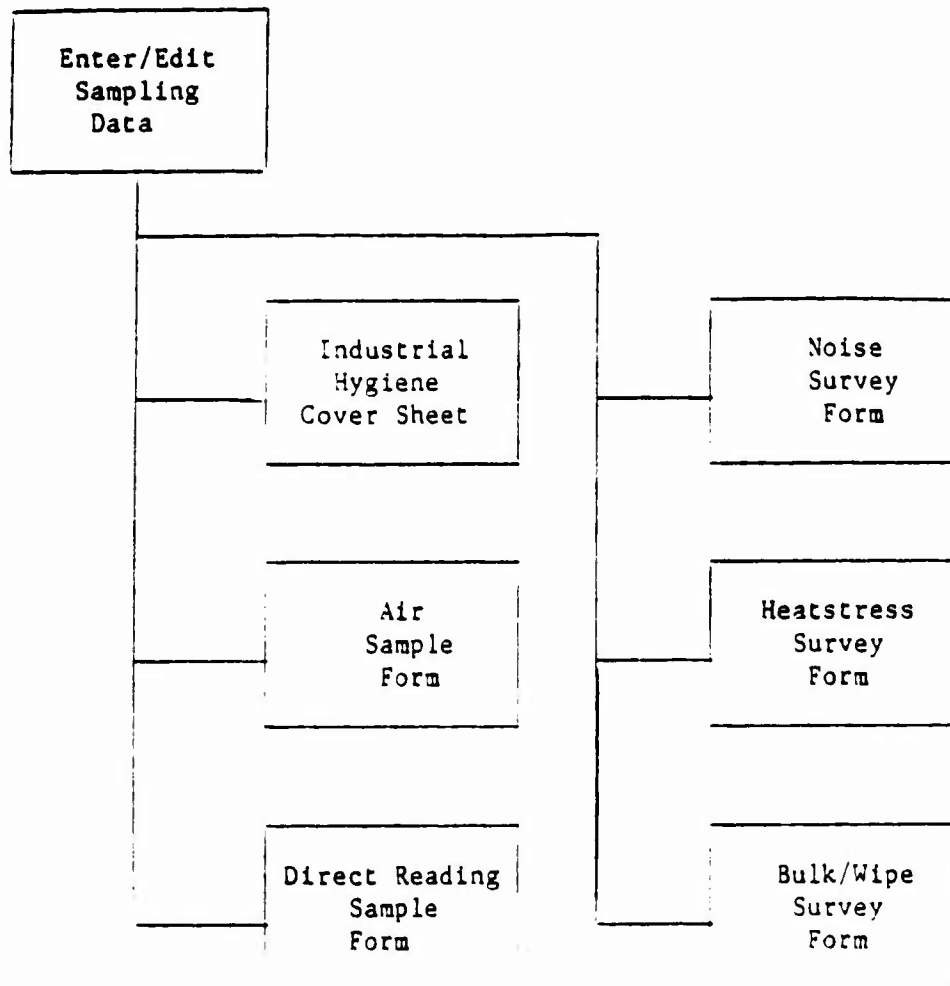 Enter/Edit
Sampling
Data
Industrial
Hygiene
Cover Sheet
Noise
Survey
Form
Air
Sample
Form
Heatstress
Survey
Form
Direct Reading
Sample
Form
Bulk/Wipe
Survey
Form